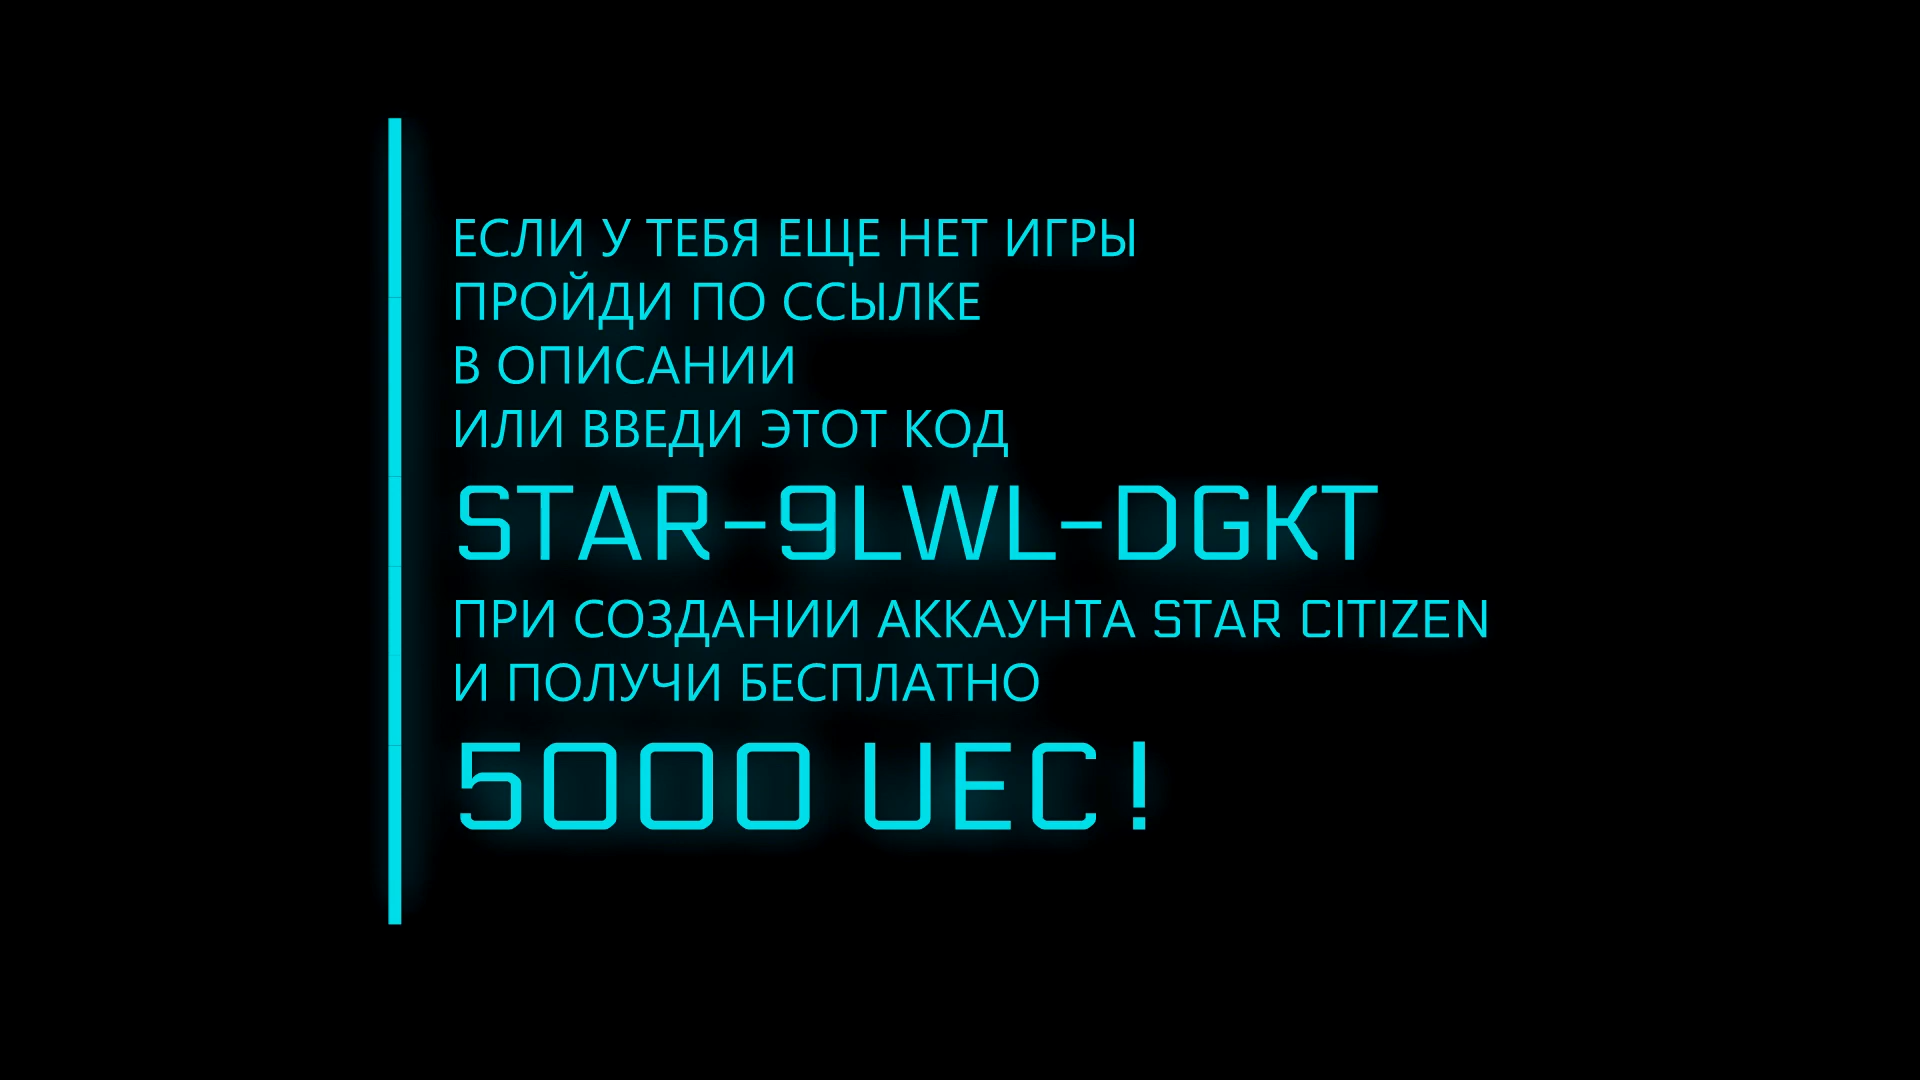 ЕСЛИ У ТЕБЯ ЕЩЕ НЕТ ИГРЫ
ПРОЙДИ ПО ССЫЛКЕ
В ОПИСАНИИ
ИЛИ ВВЕДИ ЭТОТ КОД
STAR-9LWL-DGKT
ПРИ СОЗДАНИИ АККАУНТА STAR CITIZEN
И ПОЛУЧИ БЕСПЛАТНО
5000 UEC!